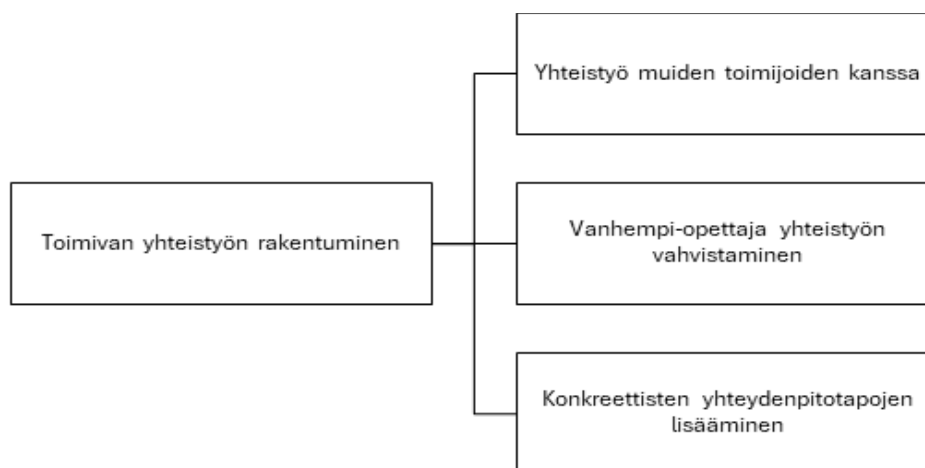 Yhteistyö muiden toimijoiden kanssa
Toimivan yhteistyön rakentuminen
Vanhempi-opettaja yhteistyön
vahvistaminen
Konkreettisten yhteydenpitotapojen
lisääminen